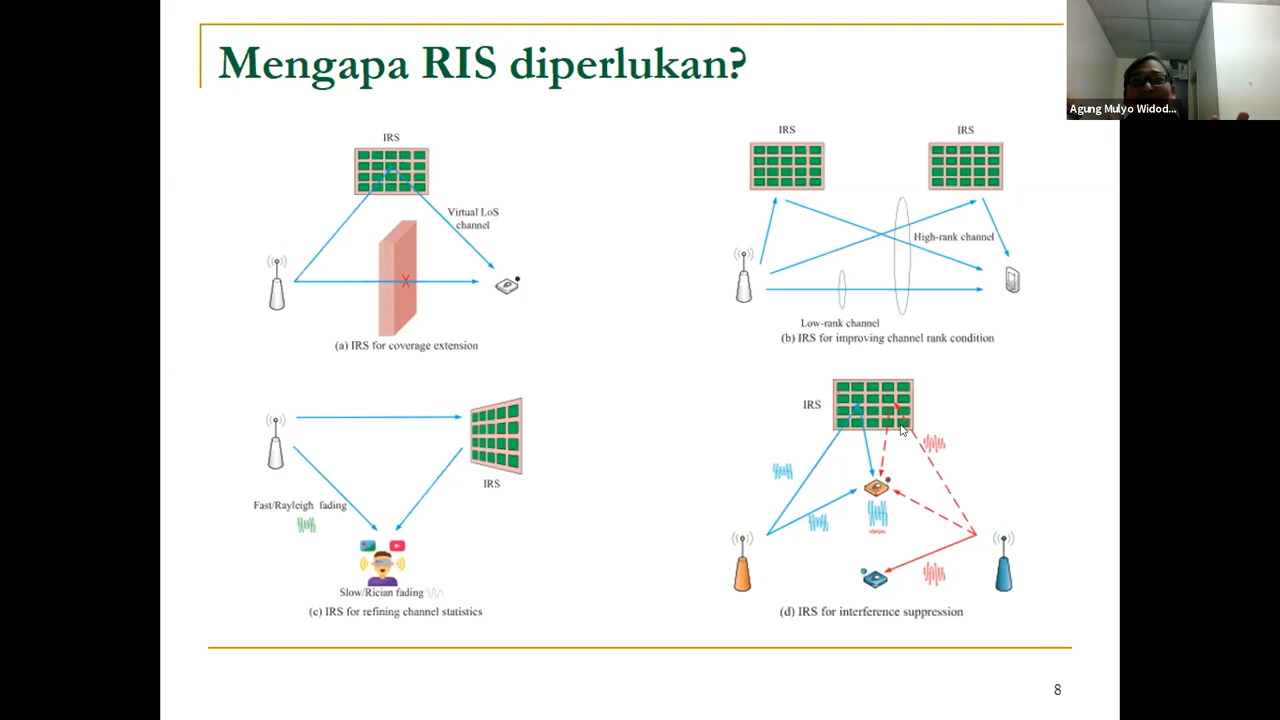 Mengapa RIS diperlukan?
Agung Mulyo Widod...
IRS
Virtual LoS
channel
X
(a) IRS for coverage extension
IRS
IRS
High-rank channel
Low-rank channel
(b) IRS for improving channel rank condition
IRS
Fast/Rayleigh fading
Slow/Rician fading
(c) IRS for refining channel statistics
IRS
(d) IRS for interference suppression
8